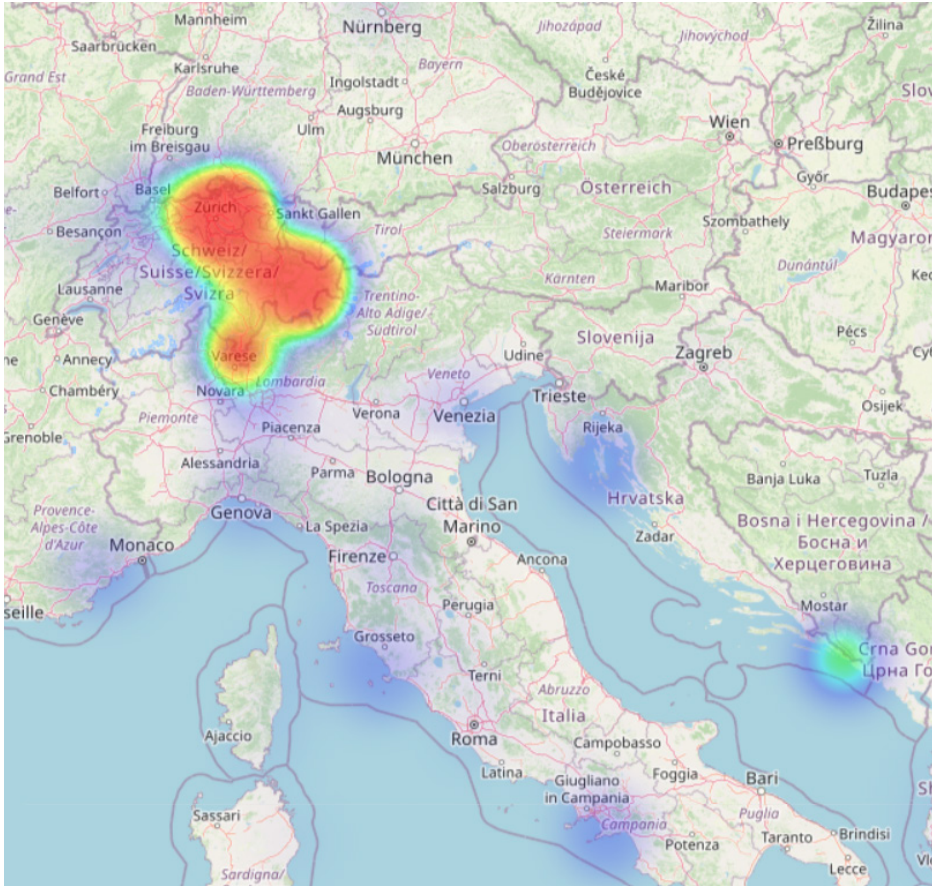 Mannheim
Nürnberg
Jihozápad
Jihovýchod
Žilina
Saarbrücken
Karlsruhe
Bayern
Grand Est
Ingolstadt
České
Budějovice
Baden-Württemberg
Slov
Augsburg
Freiburg
im Breisgau
Ulm
Wien
Preßburg
München
Oberösterreich
Győr
Belfort
Basel
Salzburg
Österreich
Budapes
Zürich
Sankt Gallen
Besançon
Tirol
Steiermark
Szombathely
Magyaror
Schweiz/
Suisse/Svizzera/
Svizra
Dunántúl
Kec
Lausanne
Kärnten
Maribor
Trentino-
Alto Adige/
Südtirol
Genève
Slovenija
Pécs
Annecy
Varese
Udine
Zagreb
Chambéry
Novara
Lombardia
Veneto
Trieste
Osijek
Piemonte
Verona
Venezia
Grenoble
Piacenza
Rijeka
Alessandria
Parma
Bologna
Banja Luka
Tuzla
Genova
Città di San
Marino
Hrvatska
Provence-
Alpes-Côte
d'Azur
La Spezia
Zadar
Bosna i Hercegovina /
Босна и
Херцеговина
Monaco
Firenze
Ancona
seille
Toscana
Perugia
Mostar
Grosseto
Crna Gor
Црна Го
Terni
Abruzzo
Italia
Ajaccio
Roma
Campobasso
Latina
Foggia
Giugliano
in Campania
Bari
Sassari
Campania
Puglia
Potenza
Taranto
Brindisi
Lecce
Sardigna/